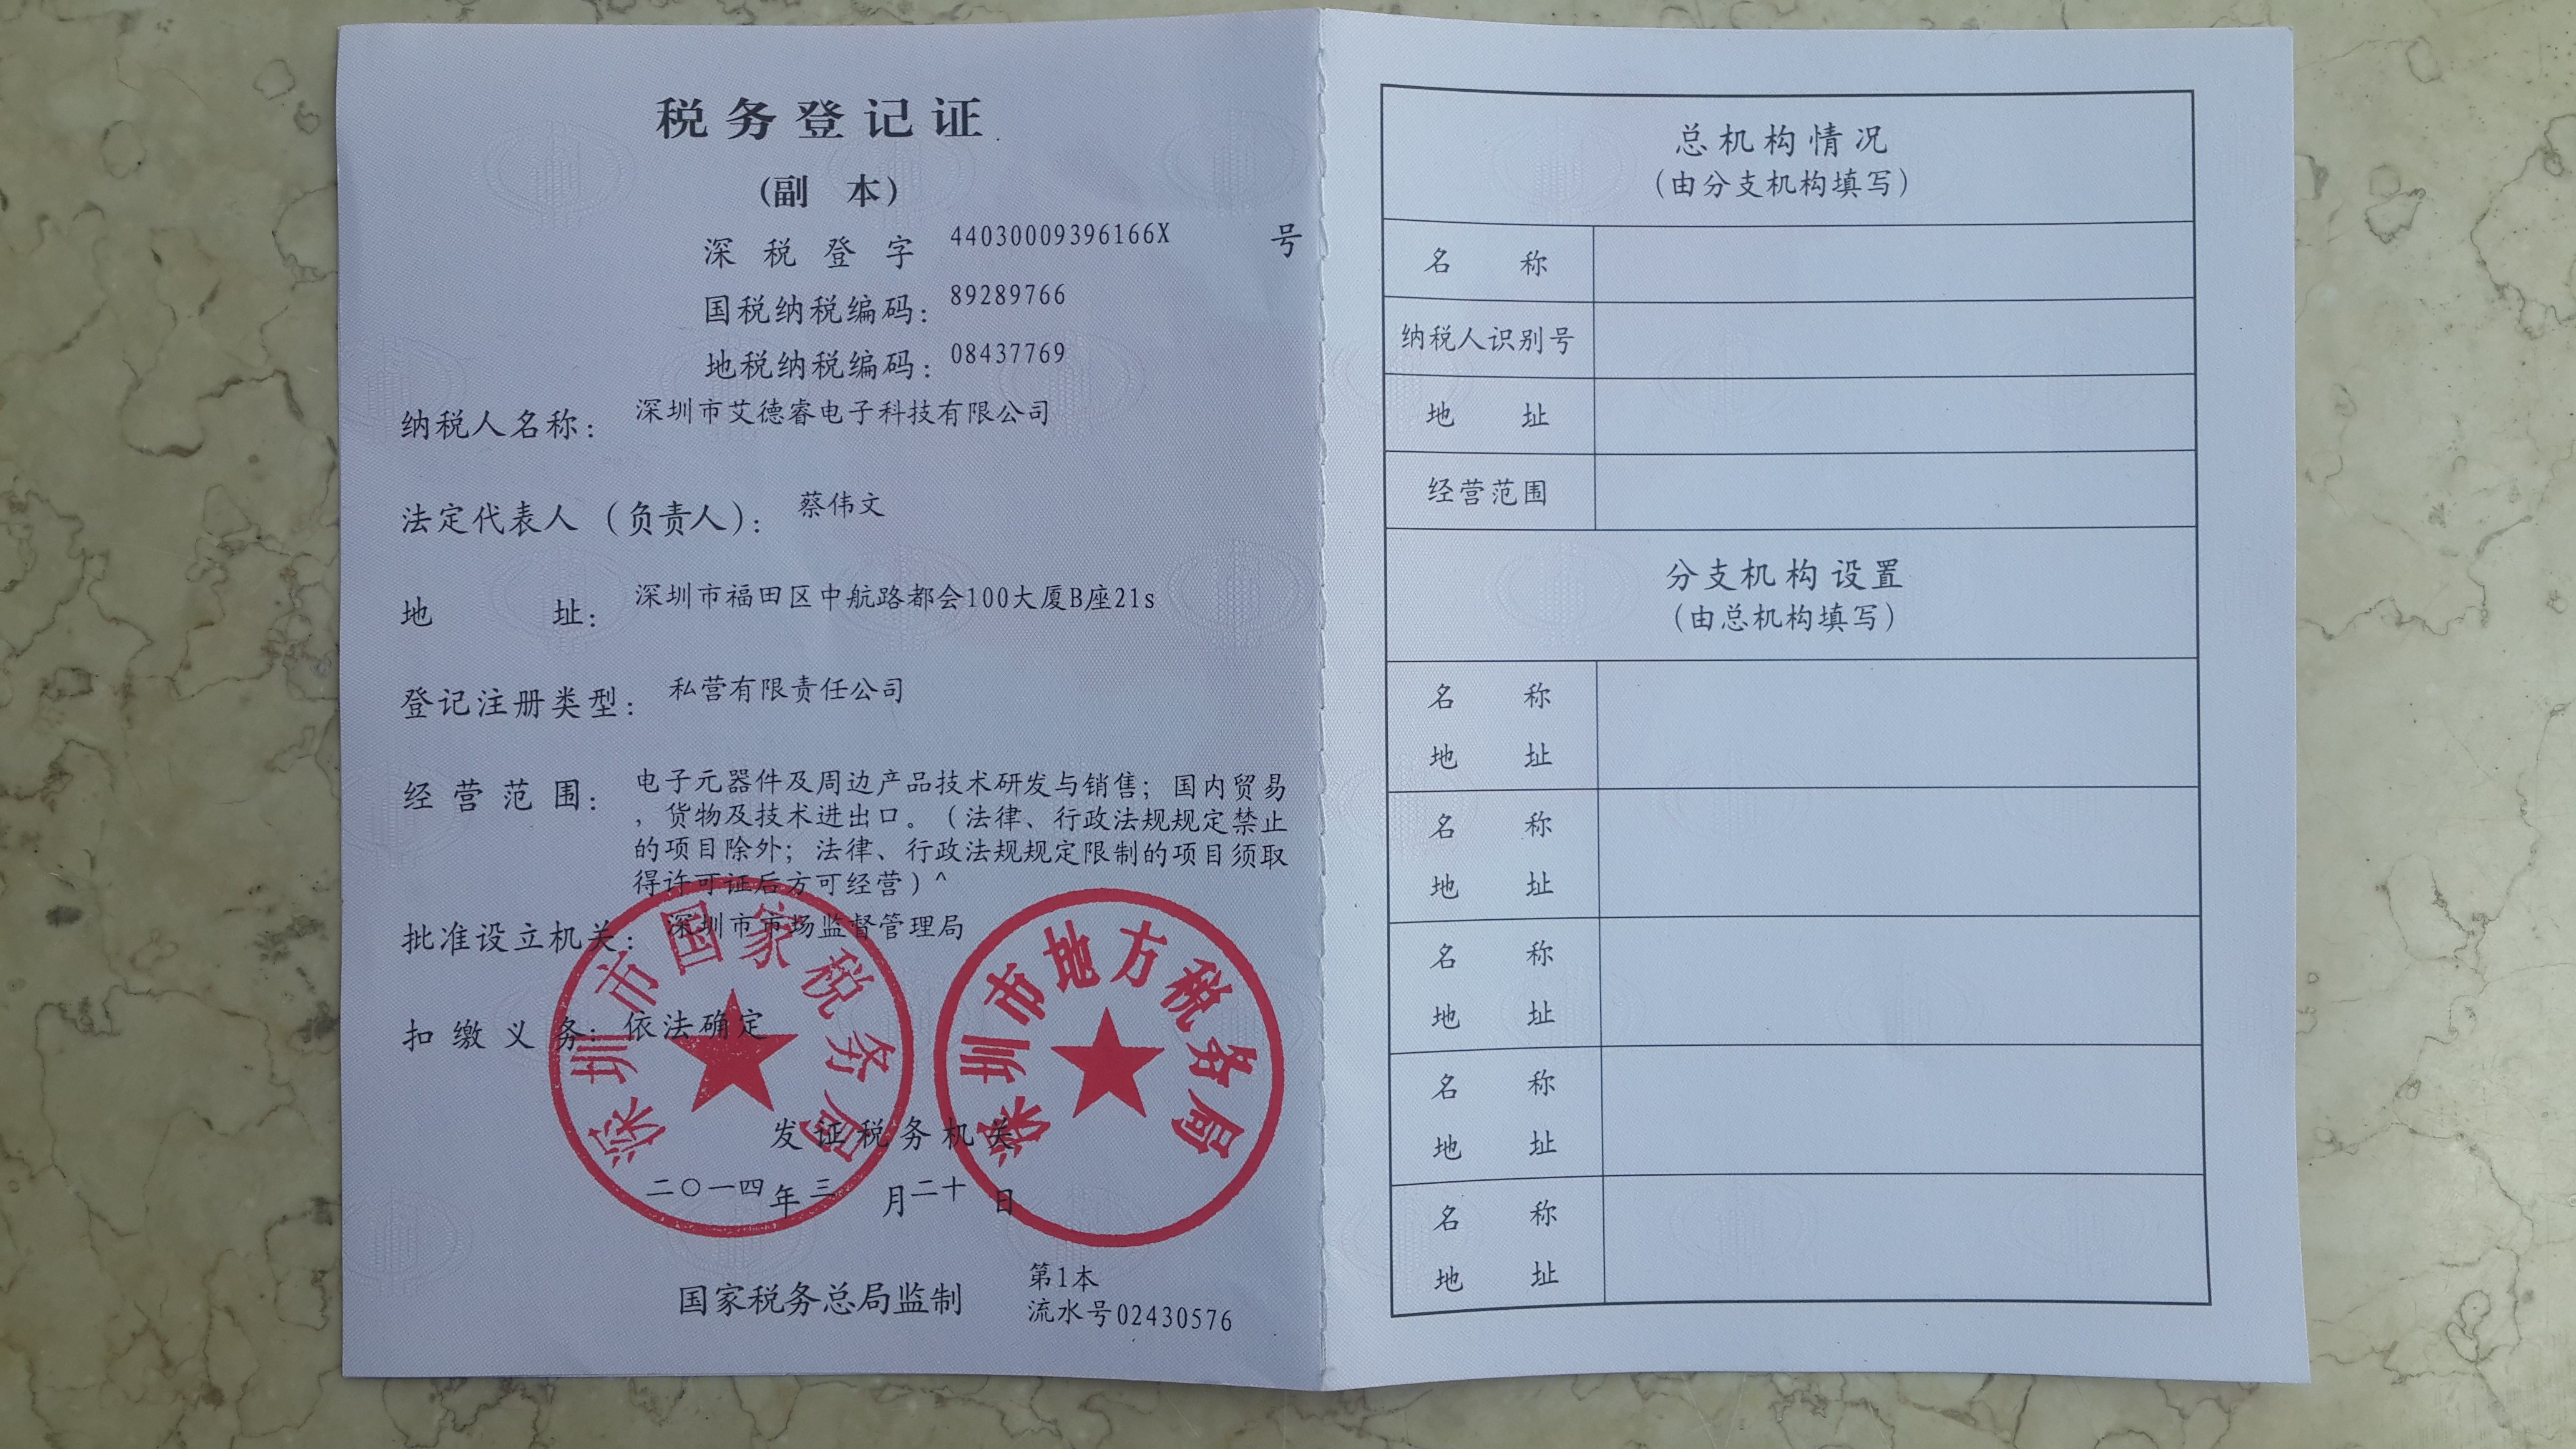 税务登记证
(副 本)
深税登字 44030009396166X 号
国税纳税编码: 89289766
地税纳税编码: 08437769
纳税人名称: 深圳市艾德睿电子科技有限公司
法定代表人(负责人): 蔡伟文
地 址: 深圳市福田区中航路都会100大厦B座21s
登记注册类型: 私营有限责任公司
经营范围: 电子元器件及周边产品技术研发与销售; 国内贸易
, 货物及技术进出口。(法律、行政法规规定禁止
的项目除外; 法律、行政法规规定限制的项目须取
得许可证后方可经营)^
批准设立机关: 深圳市市场监督管理局
扣缴义务: 依法确定
深圳市国家税务局
深圳市地方税务局
发证税务机关
二〇一四年三月二十日
国家税务总局监制
第1本
流水号02430576
总机构情况
(由分支机构填写)
名 称
纳税人识别号
地 址
经营范围
分支机构设置
(由总机构填写)
名 称
地 址
名 称
地 址
名 称
地 址
名 称
地 址
名 称
地 址